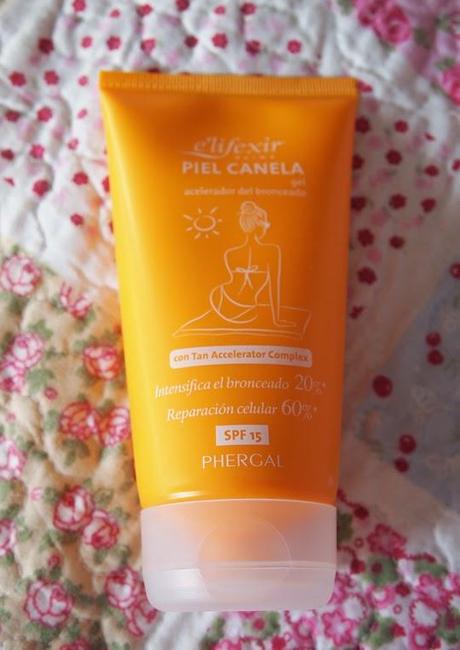 e'lifexir
PIEL CANELA
gel
acelerador del bronceado
con Tan Accelerator Complex
Intensifica el bronceado 20%*
Reparación celular 60%*
SPF 15
PHERGAL